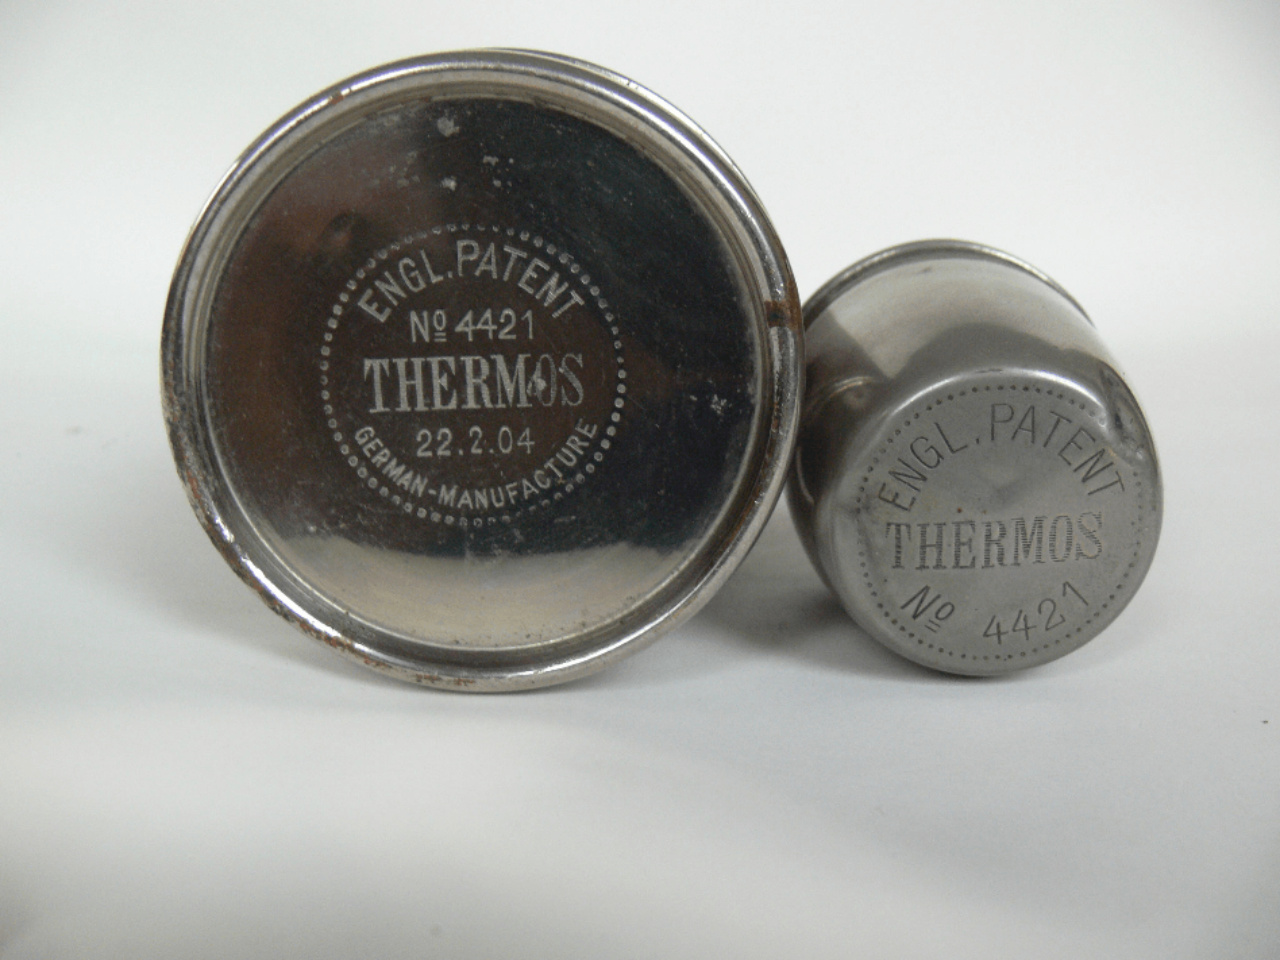 ENGL. PATENT
Nº 4421
THERMOS
22.2.04
GERMAN-MANUFACTURE
ENGL. PATENT
THERMOS
Nº 4421